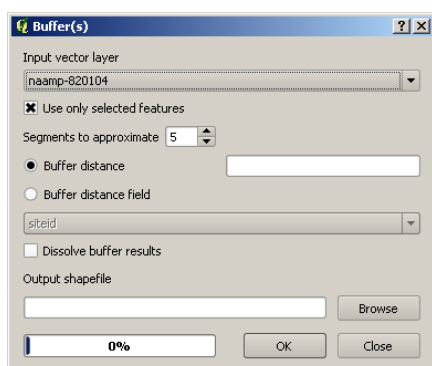 Buffer(s)
Input vector layer
naamp-820104
Use only selected features
Segments to approximate 5
Buffer distance
Buffer distance field
siteid
Dissolve buffer results
Output shapefile
Browse
0% OK Close